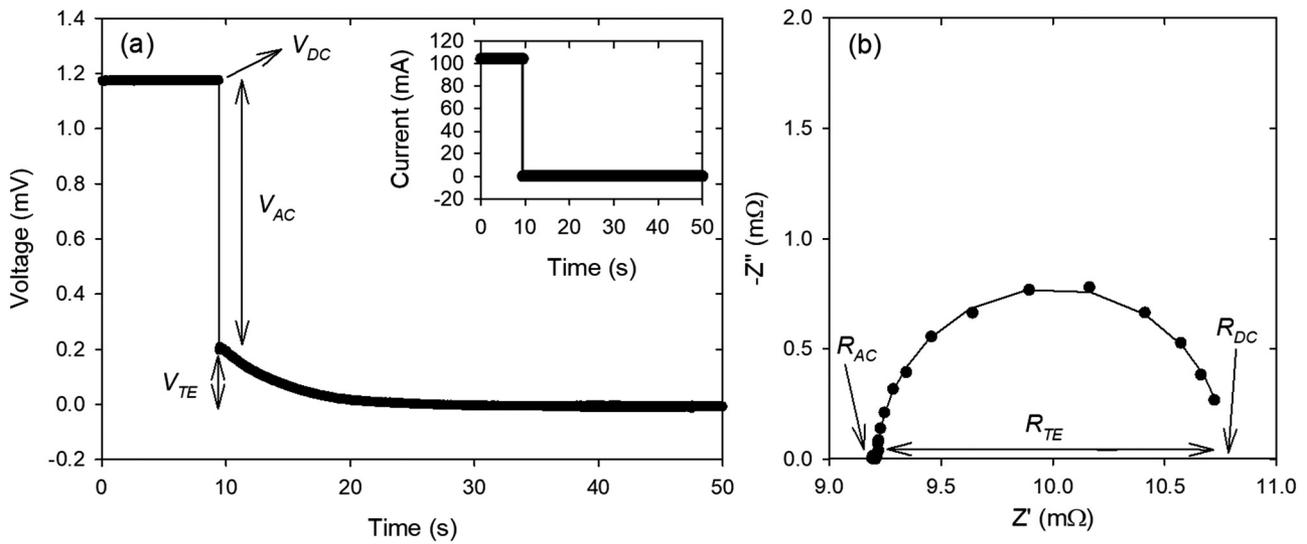 (a)
V_DC
V_AC
V_TE
1.4
1.2
1.0
0.8
0.6
0.4
0.2
0.0
-0.2
Voltage (mV)
0 10 20 30 40 50
Time (s)
120
100
80
60
40
20
0
-20
Current (mA)
0 10 20 30 40 50
Time (s)
(b)
2.0
1.5
1.0
0.5
0.0
-Z" (mΩ)
R_AC
R_TE
R_DC
9.0 9.5 10.0 10.5 11.0
Z' (mΩ)